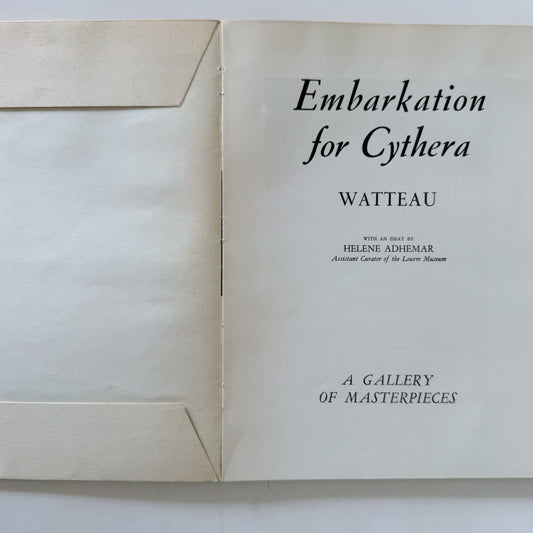 Embarkation
for Cythera
WATTEAU
WITH AN ESSAY BY
HELENE ADHEMAR
Assistant Curator of the Louvre Museum
A GALLERY
OF MASTERPIECES